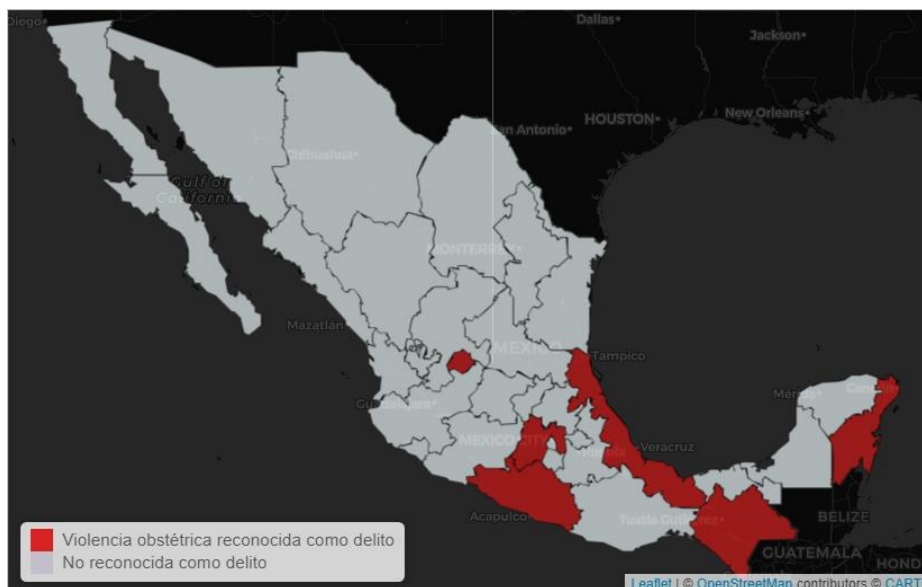 Diego
Dallas
Jackson
HOUSTON
New Orleans
San Antonio
Chihuahua
Gulf of
California
MONTERREY
Mazatlán
MEXICO
Tampico
Mérida
Cancún
Guadalajara
MEXICO CITY
Puebla
Veracruz
Acapulco
Tuxtla Gutiérrez
BELIZE
GUATEMALA
HOND
Violencia obstétrica reconocida como delito
No reconocida como delito
Leaflet | © OpenStreetMap contributors © CART